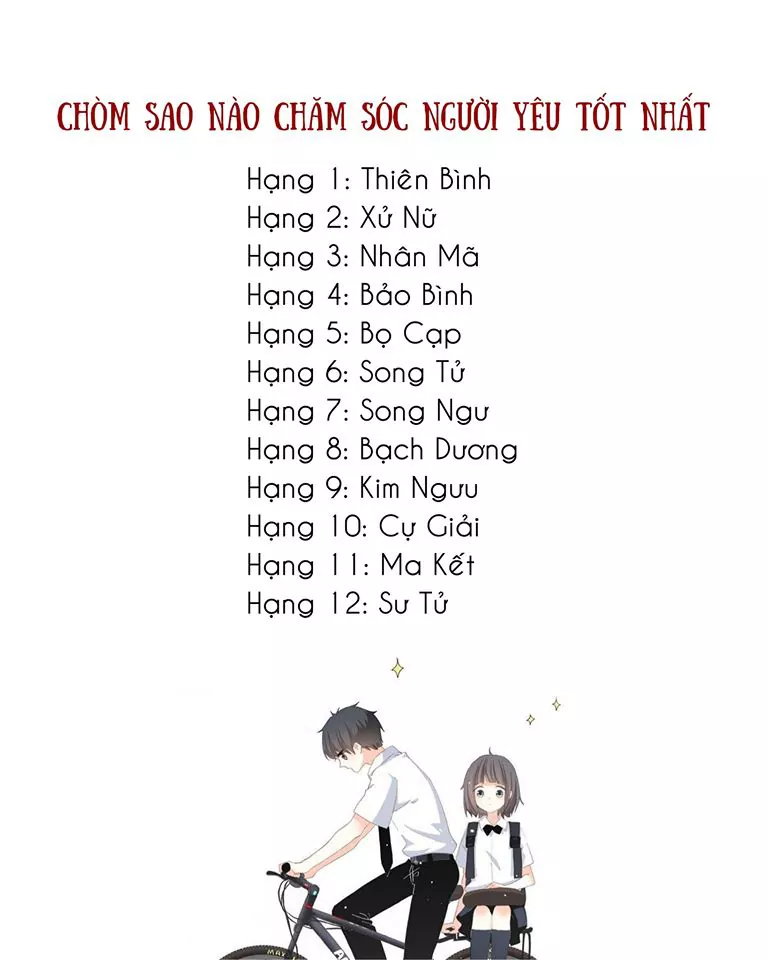 CHÒM SAO NÀO CHĂM SÓC NGƯỜI YÊU TỐT NHẤT
Hạng 1: Thiên Bình
Hạng 2: Xử Nữ
Hạng 3: Nhân Mã
Hạng 4: Bảo Bình
Hạng 5: Bọ Cạp
Hạng 6: Song Tử
Hạng 7: Song Ngư
Hạng 8: Bạch Dương
Hạng 9: Kim Ngưu
Hạng 10: Cự Giải
Hạng 11: Ma Kết
Hạng 12: Sư Tử